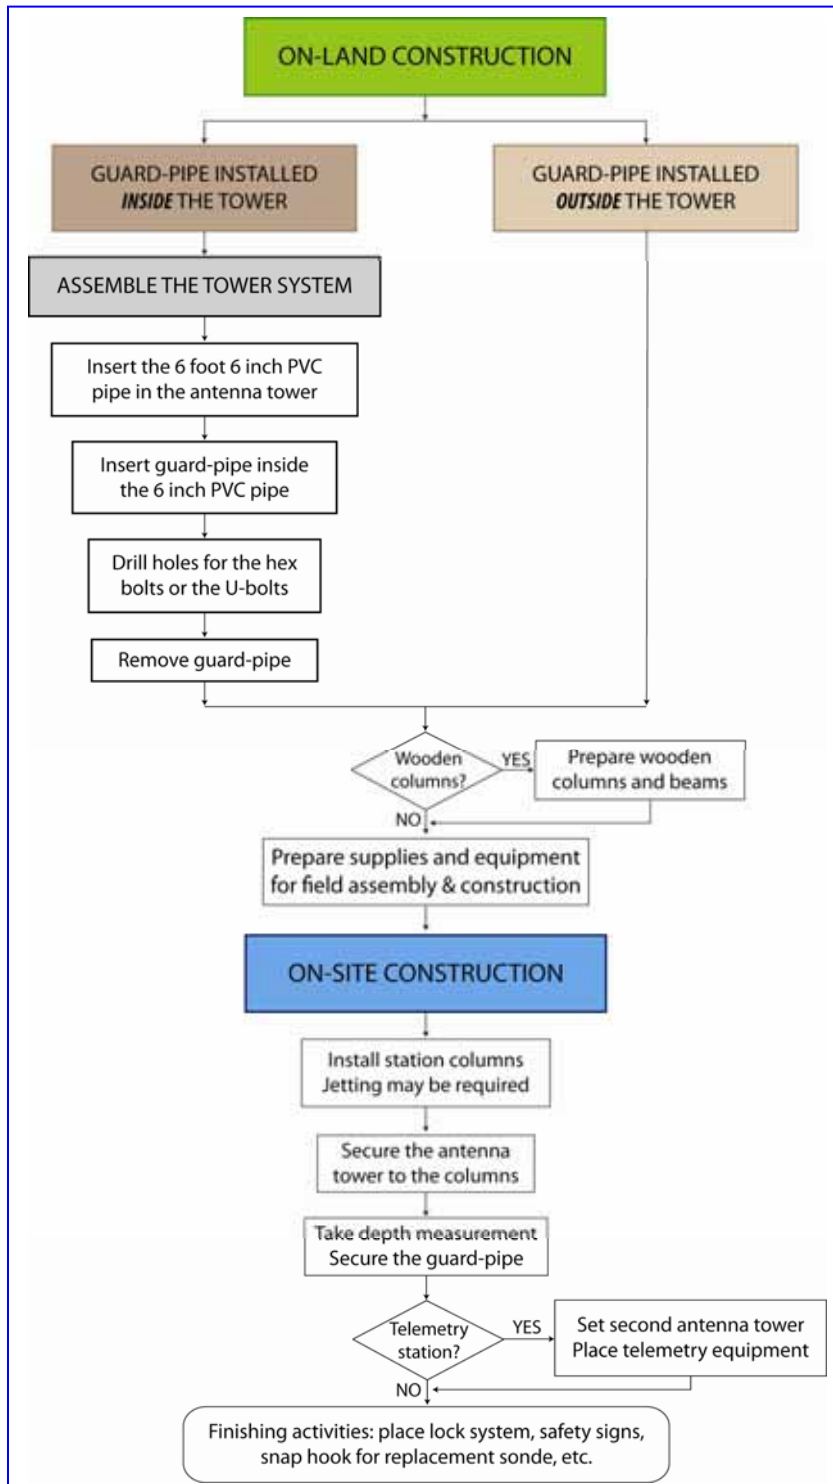 ON-LAND CONSTRUCTION
GUARD-PIPE INSTALLED
INSIDE THE TOWER
GUARD-PIPE INSTALLED
OUTSIDE THE TOWER
ASSEMBLE THE TOWER SYSTEM
Insert the 6 foot 6 inch PVC
pipe in the antenna tower
Insert guard-pipe inside
the 6 inch PVC pipe
Drill holes for the hex
bolts or the U-bolts
Remove guard-pipe
Wooden
columns?
YES
Prepare wooden
columns and beams
NO
Prepare supplies and equipment
for field assembly & construction
ON-SITE CONSTRUCTION
Install station columns
Jetting may be required
Secure the antenna
tower to the columns
Take depth measurement
Secure the guard-pipe
Telemetry
station?
YES
Set second antenna tower
Place telemetry equipment
NO
Finishing activities: place lock system, safety signs,
snap hook for replacement sonde, etc.